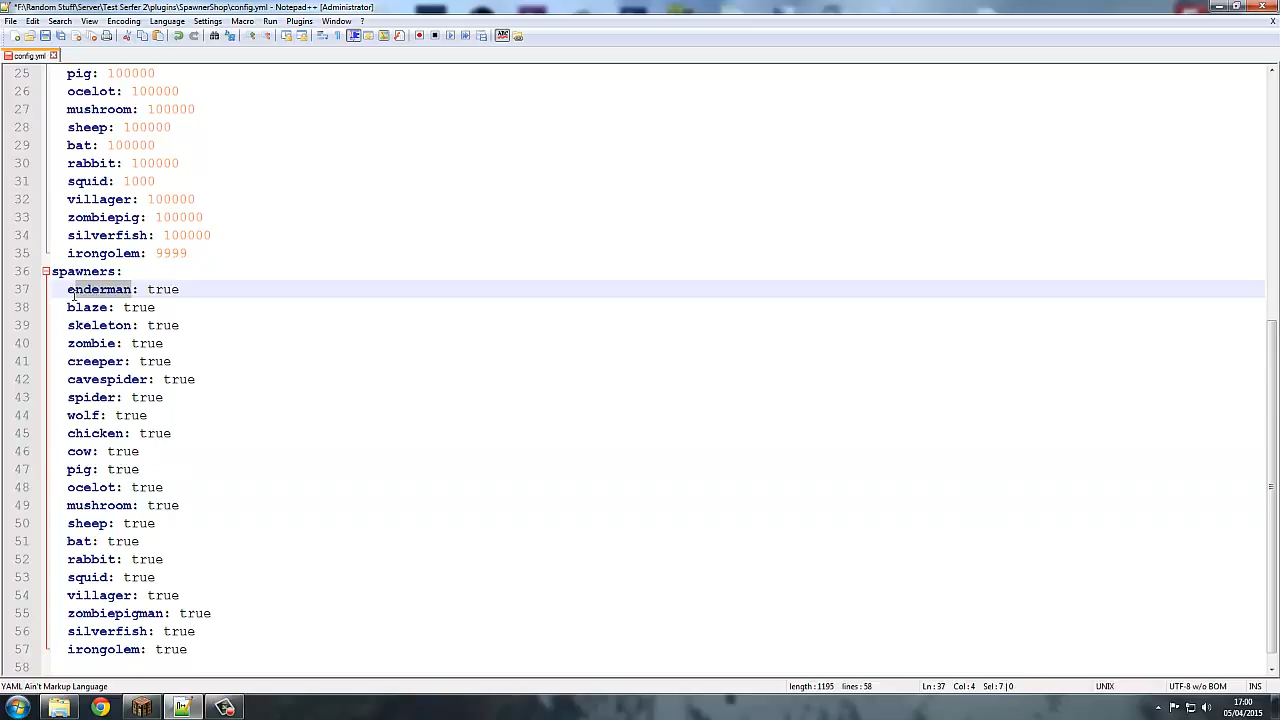 *F:\Random Stuff\Server\Test Serfer Z\plugins\SpawnerShop\config.yml - Notepad++ [Administrator]
File Edit Search View Encoding Language Settings Macro Run Plugins Window ? X
config.yml
25 pig: 100000
26 ocelot: 100000
27 mushroom: 100000
28 sheep: 100000
29 bat: 100000
30 rabbit: 100000
31 squid: 1000
32 villager: 100000
33 zombiepig: 100000
34 silverfish: 100000
35 irongolem: 9999
36 spawners:
37 enderman: true
38 blaze: true
39 skeleton: true
40 zombie: true
41 creeper: true
42 cavespider: true
43 spider: true
44 wolf: true
45 chicken: true
46 cow: true
47 pig: true
48 ocelot: true
49 mushroom: true
50 sheep: true
51 bat: true
52 rabbit: true
53 squid: true
54 villager: true
55 zombiepigman: true
56 silverfish: true
57 irongolem: true
58
YAML Ain't Markup Language length : 1195 lines : 58 Ln : 37 Col : 4 Sel : 7 | 0 UNIX UTF-8 w/o BOM INS
17:00
05/04/2015